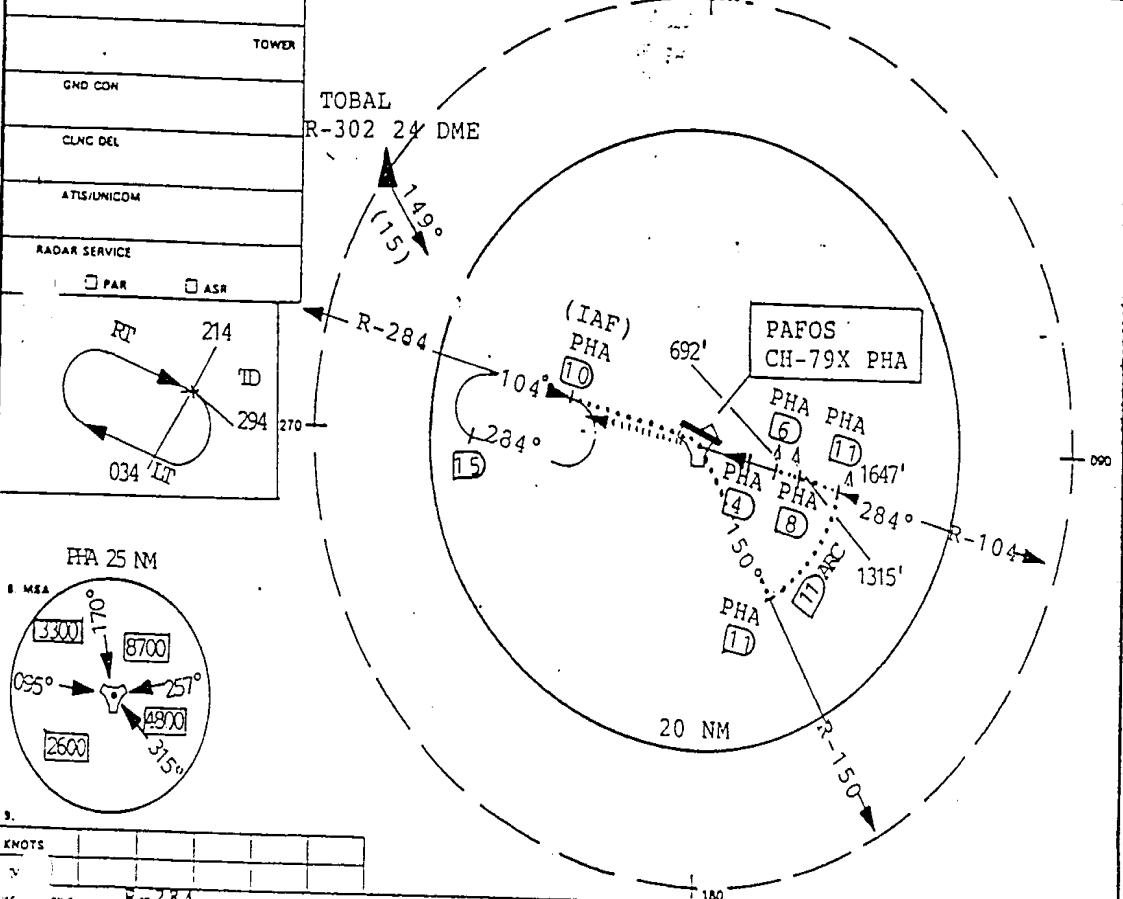 TOWER
GND CON
CLNC DEL
ATIS/UNICOM
RADAR SERVICE
PAR
ASR
TOBAL
R-302 24 DME
149°
(15)
R-284
(IAF)
PHA
10
104°
284°
15
692'
PAFOS
CH-79X PHA
PHA
6
PHA
11
1647'
PHA
4
PHA
8
284°
R-104
1315'
150°
11 ARC
PHA
11
20 NM
R-150
270
090
180
RT
214
TD
294
034
LT
PHA 25 NM
8. MSA
3300
170°
8700
095°
257°
4800
2600
315°
9.
KNOTS
R-284